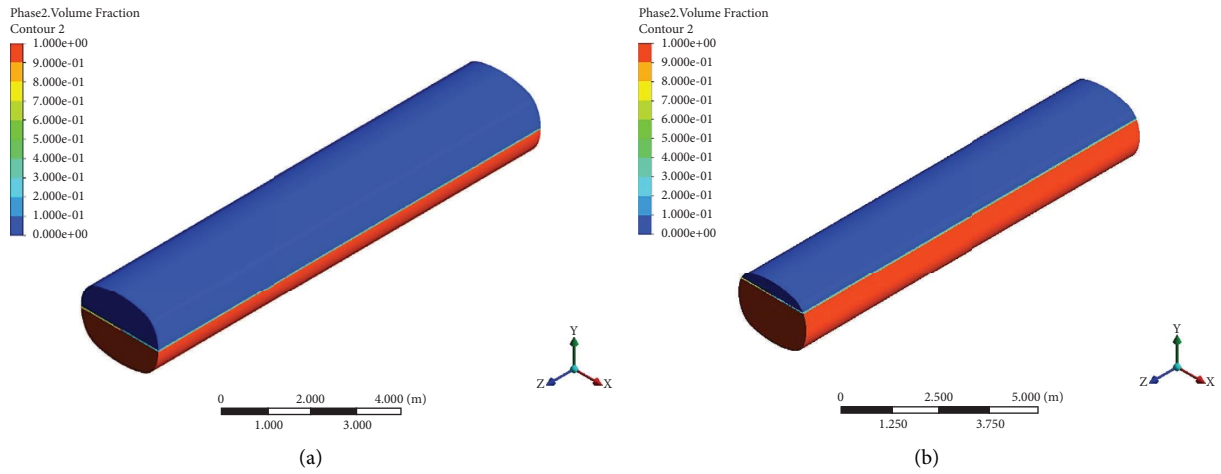 Phase2.Volume Fraction
Contour 2
1.000e+00
9.000e-01
8.000e-01
7.000e-01
6.000e-01
5.000e-01
4.000e-01
3.000e-01
2.000e-01
1.000e-01
0.000e+00
Y
Z X
0 2.000 4.000 (m)
1.000 3.000
(a)
Phase2.Volume Fraction
Contour 2
1.000e+00
9.000e-01
8.000e-01
7.000e-01
6.000e-01
5.000e-01
4.000e-01
3.000e-01
2.000e-01
1.000e-01
0.000e+00
Y
Z X
0 2.500 5.000 (m)
1.250 3.750
(b)